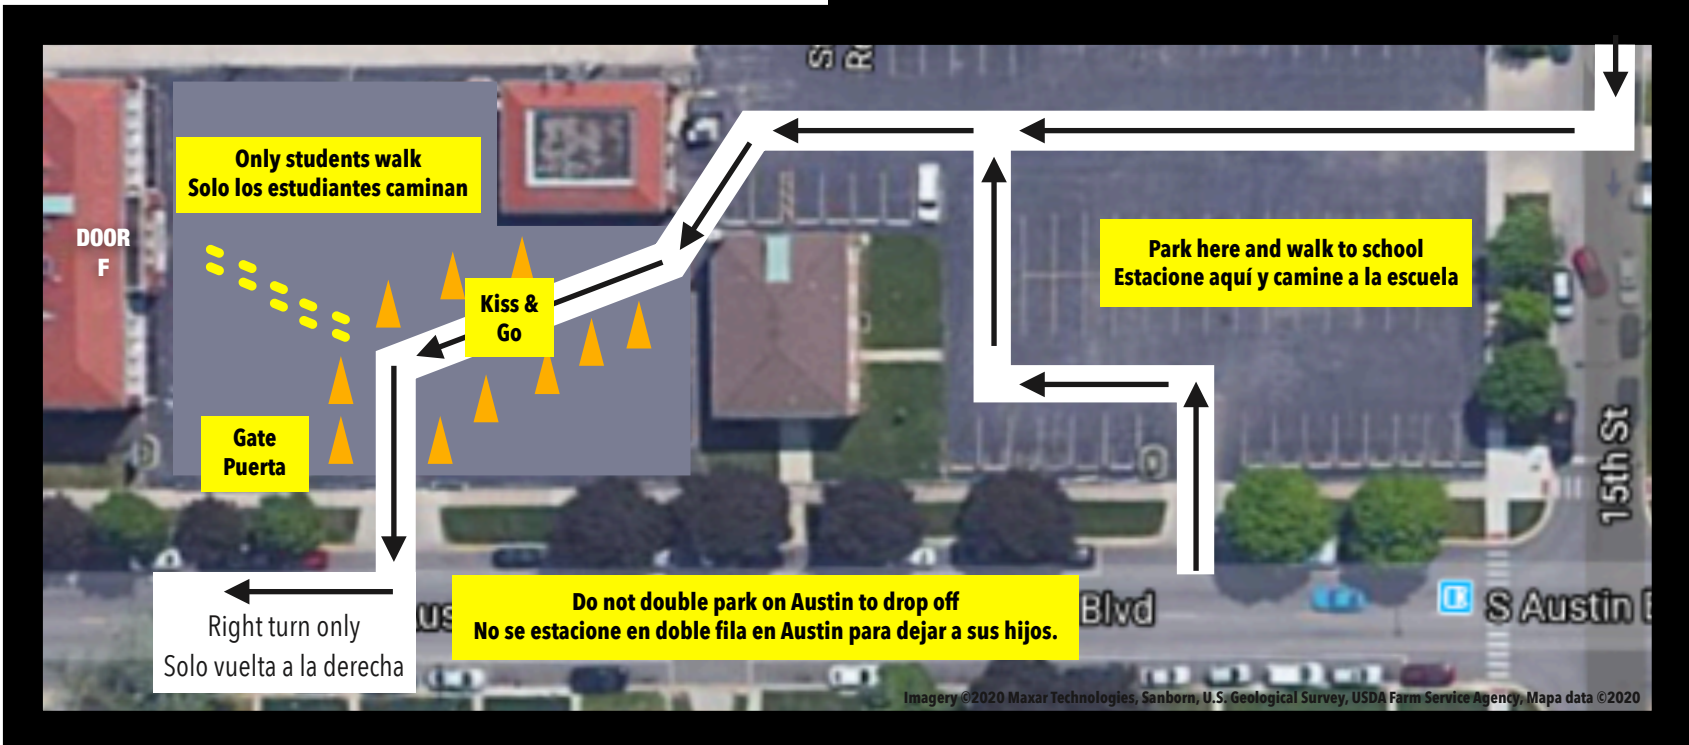 S
R
Only students walk
Solo los estudiantes caminan
DOOR
F
Park here and walk to school
Estacione aquí y camine a la escuela
Kiss &
Go
Gate
Puerta
15th St
Do not double park on Austin to drop off
No se estacione en doble fila en Austin para dejar a sus hijos.
Blvd
S Austin
Right turn only
Solo vuelta a la derecha
Imagery ©2020 Maxar Technologies, Sanborn, U.S. Geological Survey, USDA Farm Service Agency, Mapa data ©2020